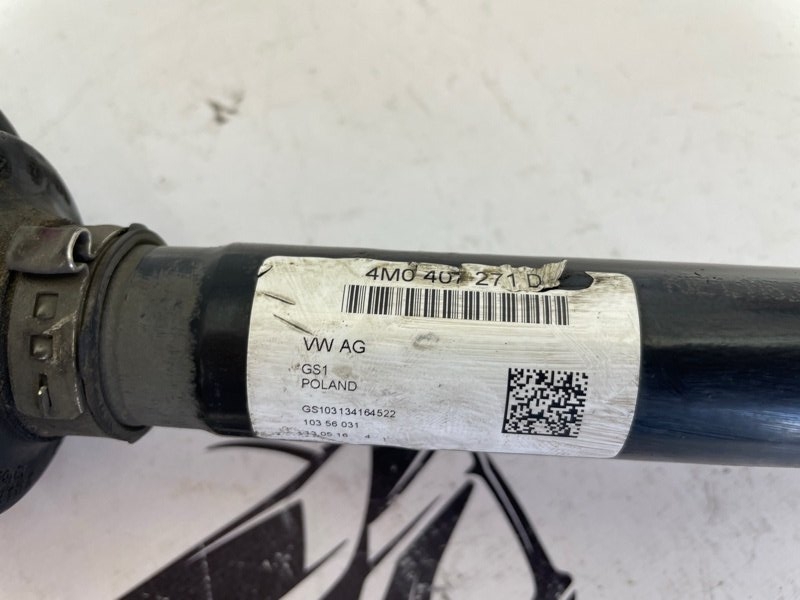 4M0 407 271 D
VW AG
GS1
POLAND
GS103134164522
103 56 031